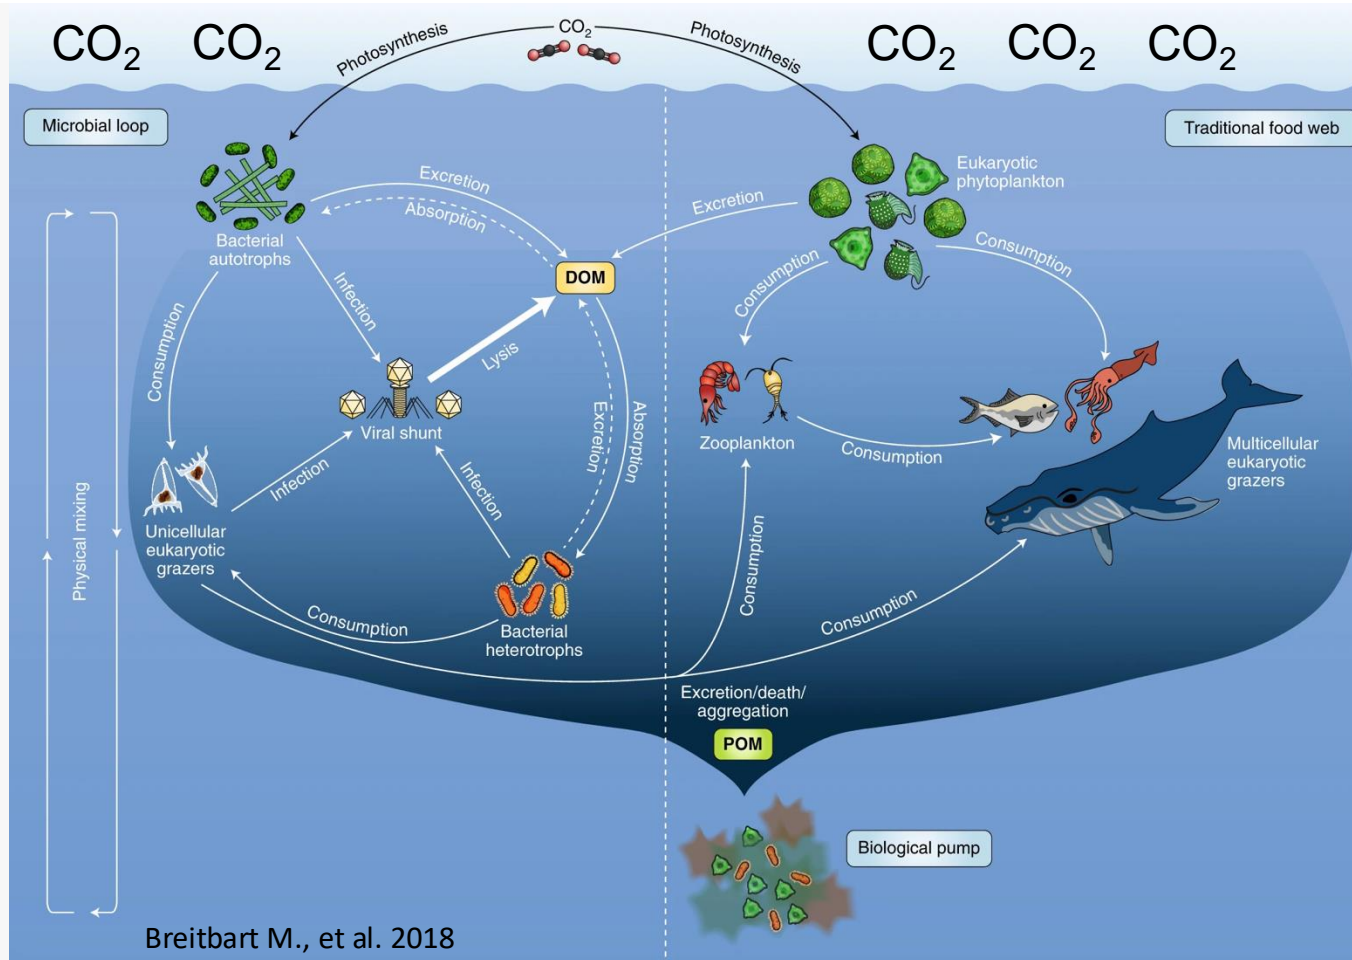 CO₂ CO₂ CO₂ CO₂ CO₂ CO₂
Photosynthesis
Photosynthesis
Microbial loop
Traditional food web
Eukaryotic
phytoplankton
Excretion
Absorption
Excretion
Bacterial
autotrophs
Consumption
Consumption
DOM
Infection
Consumption
Lysis
Viral shunt
Zooplankton
Consumption
Multicellular
eukaryotic
grazers
Infection
Infection
Excretion
Absorption
Unicellular
eukaryotic
grazers
Physical mixing
Consumption
Consumption
Consumption
Bacterial
heterotrophs
Excretion/death/
aggregation
POM
Biological pump
Breitbart M., et al. 2018